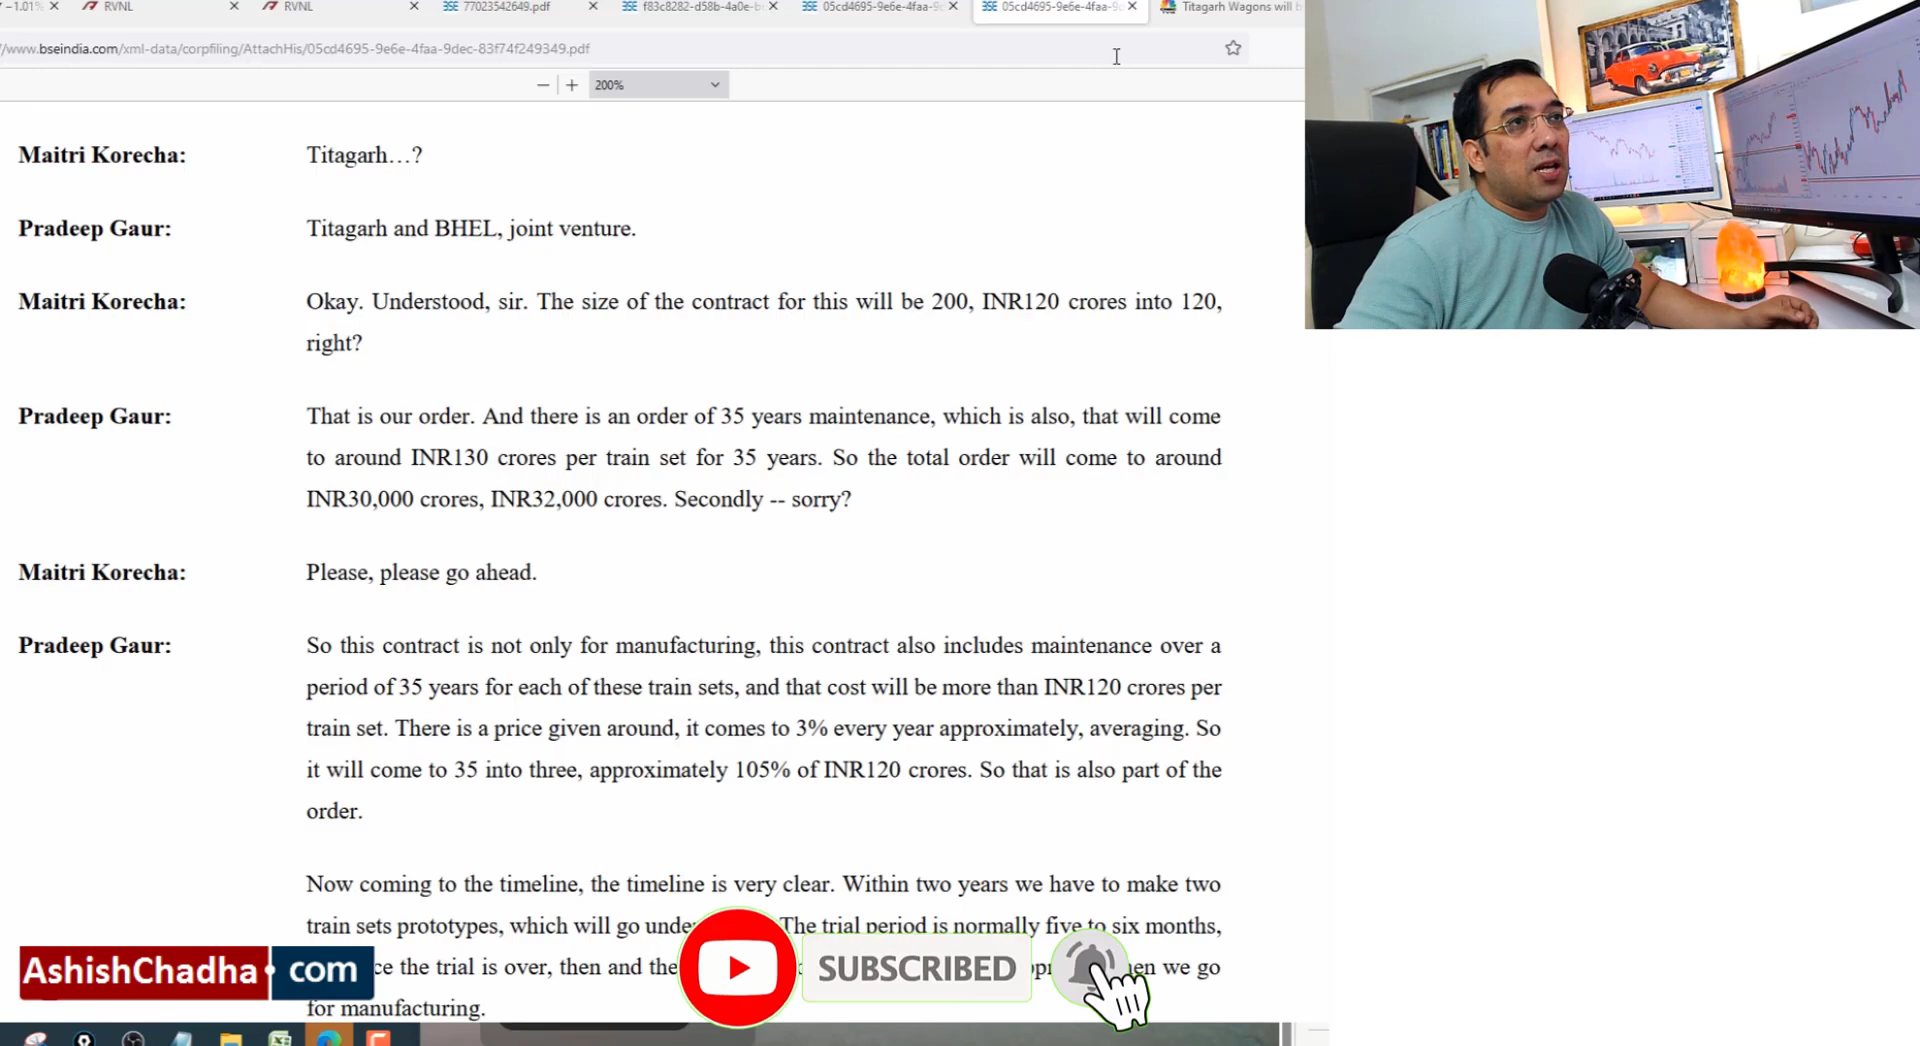 -1.01%
RVNL
RVNL
77023542649.pdf
f83c8282-d58b-4a0e-b
05cd4695-9e6e-4faa-9
05cd4695-9e6e-4faa-9
Titagarh Wagons will b
/www.bseindia.com/xml-data/corpfiling/AttachHis/05cd4695-9e6e-4faa-9dec-83f74f249349.pdf
200%
Maitri Korecha: Titagarh…?
Pradeep Gaur: Titagarh and BHEL, joint venture.
Maitri Korecha: Okay. Understood, sir. The size of the contract for this will be 200, INR120 crores into 120,
right?
Pradeep Gaur: That is our order. And there is an order of 35 years maintenance, which is also, that will come
to around INR130 crores per train set for 35 years. So the total order will come to around
INR30,000 crores, INR32,000 crores. Secondly -- sorry?
Maitri Korecha: Please, please go ahead.
Pradeep Gaur: So this contract is not only for manufacturing, this contract also includes maintenance over a
period of 35 years for each of these train sets, and that cost will be more than INR120 crores per
train set. There is a price given around, it comes to 3% every year approximately, averaging. So
it will come to 35 into three, approximately 105% of INR120 crores. So that is also part of the
order.
Now coming to the timeline, the timeline is very clear. Within two years we have to make two
train sets prototypes, which will go unde The trial period is normally five to six months,
ce the trial is over, then and the en we go
for manufacturing.
AshishChadha.com
SUBSCRIBED